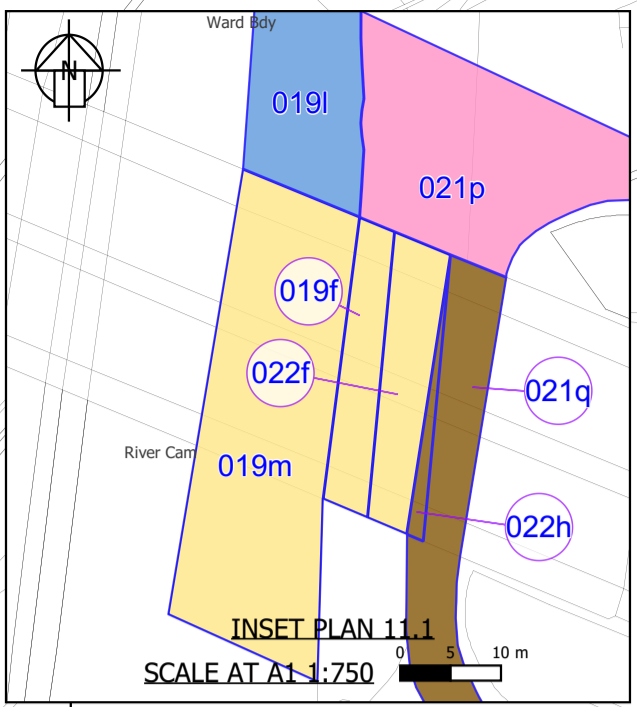 Ward Bdy
N
019l
021p
019f
022f
021q
River Cam
019m
022h
INSET PLAN 11.1
0 5 10 m
SCALE AT A1 1:750